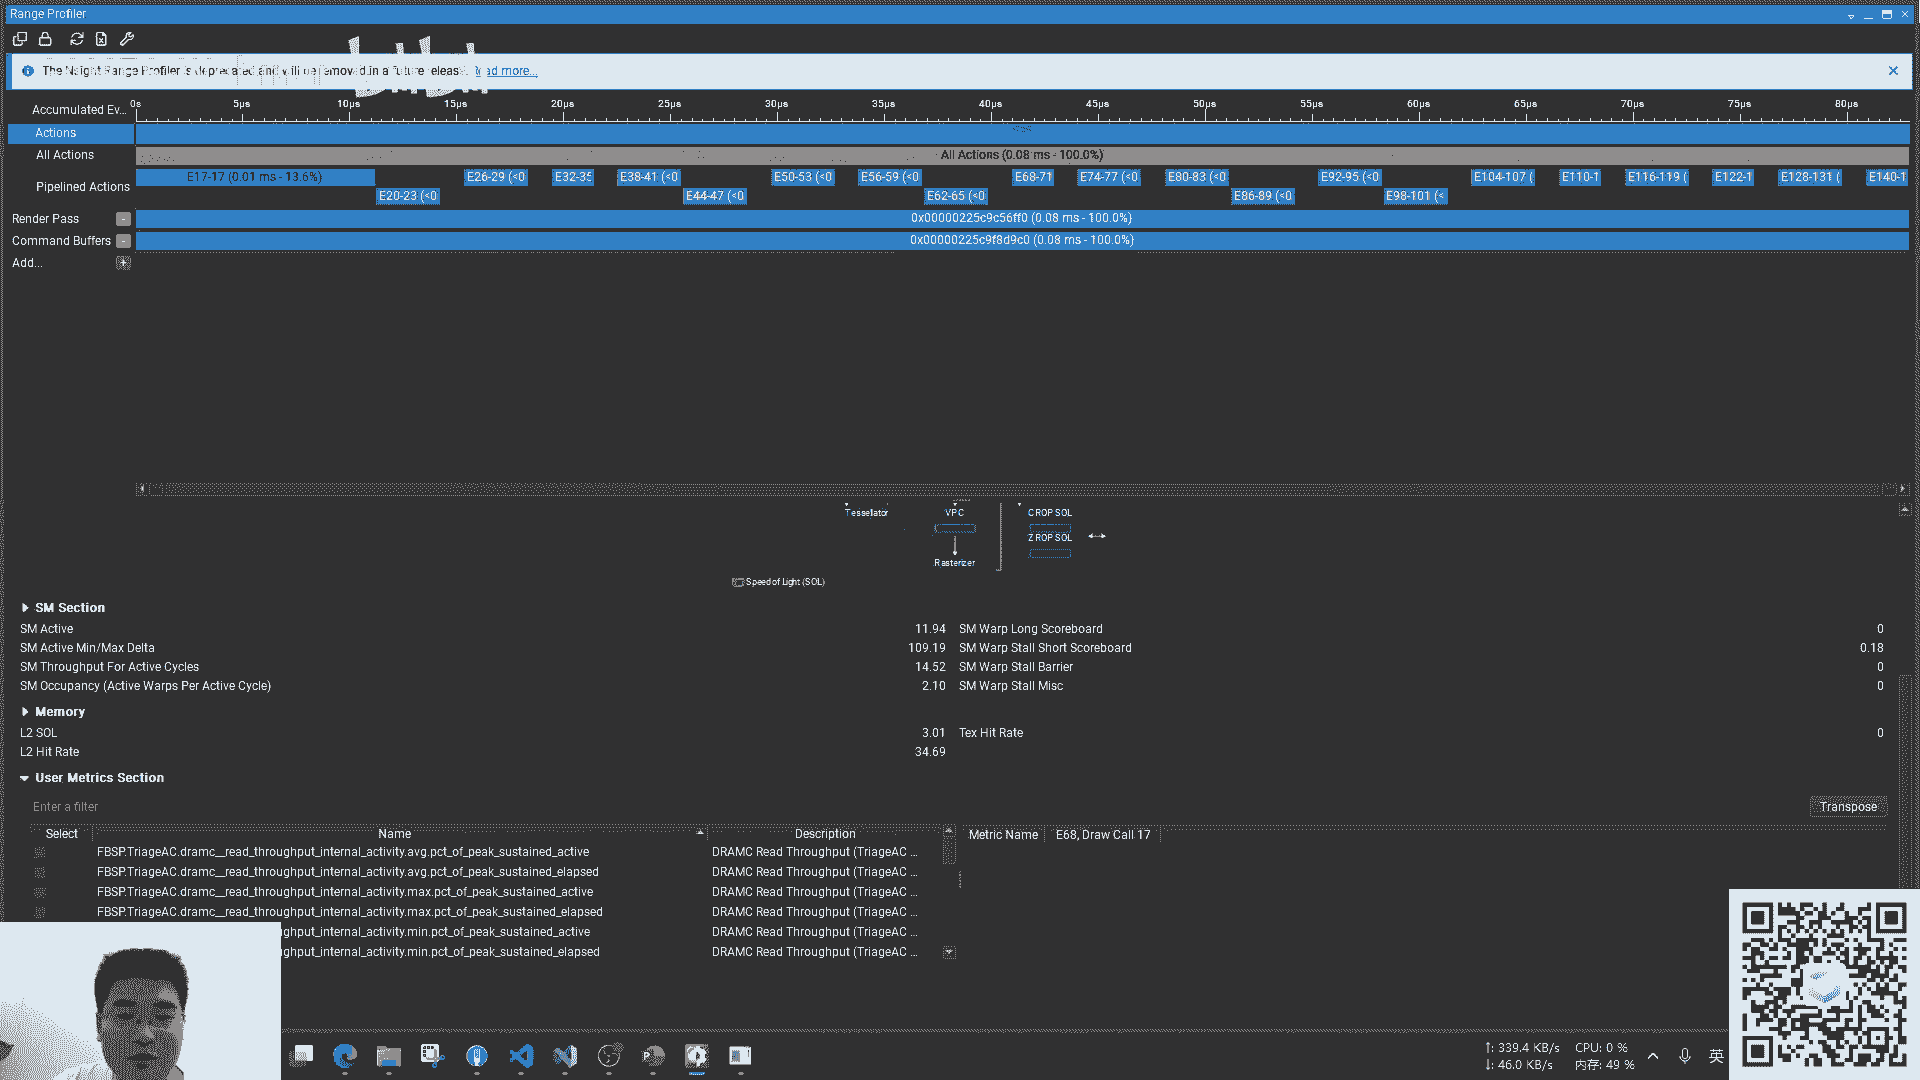 Range Profiler
The Nsight Range Profiler is deprecated and will be removed in a future release.
Accumulated Ev... 0s 5µs 10µs 15µs 20µs 25µs 30µs 35µs 40µs 45µs 50µs 55µs 60µs 65µs 70µs 75µs 80µs
Actions
All Actions All Actions (0.08 ms - 100.0%)
Pipelined Actions
E17-17 (0.01 ms - 13.6%) E26-29 (<0 E32-35 E38-41 (<0 E50-53 (<0 E56-59 (<0 E68-71 E74-77 (<0 E80-83 (<0 E92-95 (<0 E104-107 ( E110-1 E116-119 ( E122-1 E128-131 ( E140-1
E20-23 (<0 E44-47 (<0 E62-65 (<0 E86-89 (<0 E98-101 (<
Render Pass - 0x00000225c9c56ff0 (0.08 ms - 100.0%)
Command Buffers - 0x00000225c9f8d9c0 (0.08 ms - 100.0%)
Add... +
Tessellator VPC CROP SOL
ZROP SOL
Rasterizer
Speed of Light (SOL)
SM Section
SM Active 11.94 SM Warp Long Scoreboard 0
SM Active Min/Max Delta 109.19 SM Warp Stall Short Scoreboard 0.18
SM Throughput For Active Cycles 14.52 SM Warp Stall Barrier 0
SM Occupancy (Active Warps Per Active Cycle) 2.10 SM Warp Stall Misc 0
Memory
L2 SOL 3.01 Tex Hit Rate 0
L2 Hit Rate 34.69
User Metrics Section
Enter a filter Transpose
Select Name Description Metric Name E68, Draw Call 17
FBSP.TriageAC.dramc__read_throughput_internal_activity.avg.pct_of_peak_sustained_active DRAMC Read Throughput (TriageAC ...
FBSP.TriageAC.dramc__read_throughput_internal_activity.avg.pct_of_peak_sustained_elapsed DRAMC Read Throughput (TriageAC ...
FBSP.TriageAC.dramc__read_throughput_internal_activity.max.pct_of_peak_sustained_active DRAMC Read Throughput (TriageAC ...
FBSP.TriageAC.dramc__read_throughput_internal_activity.max.pct_of_peak_sustained_elapsed DRAMC Read Throughput (TriageAC ...
ughput_internal_activity.min.pct_of_peak_sustained_active DRAMC Read Throughput (TriageAC ...
ughput_internal_activity.min.pct_of_peak_sustained_elapsed DRAMC Read Throughput (TriageAC ...
↑: 339.4 KB/s CPU: 0 %
↓: 46.0 KB/s 内存: 49 %
英